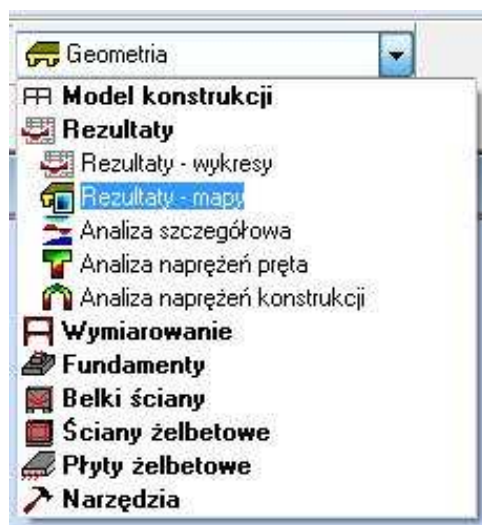 Geometria
Model konstrukcji
Rezultaty
Rezultaty - wykresy
Rezultaty - mapy
Analiza szczegółowa
Analiza naprężeń pręta
Analiza naprężeń konstrukcji
Wymiarowanie
Fundamenty
Belki ściany
Ściany żelbetowe
Płyty żelbetowe
Narzędzia